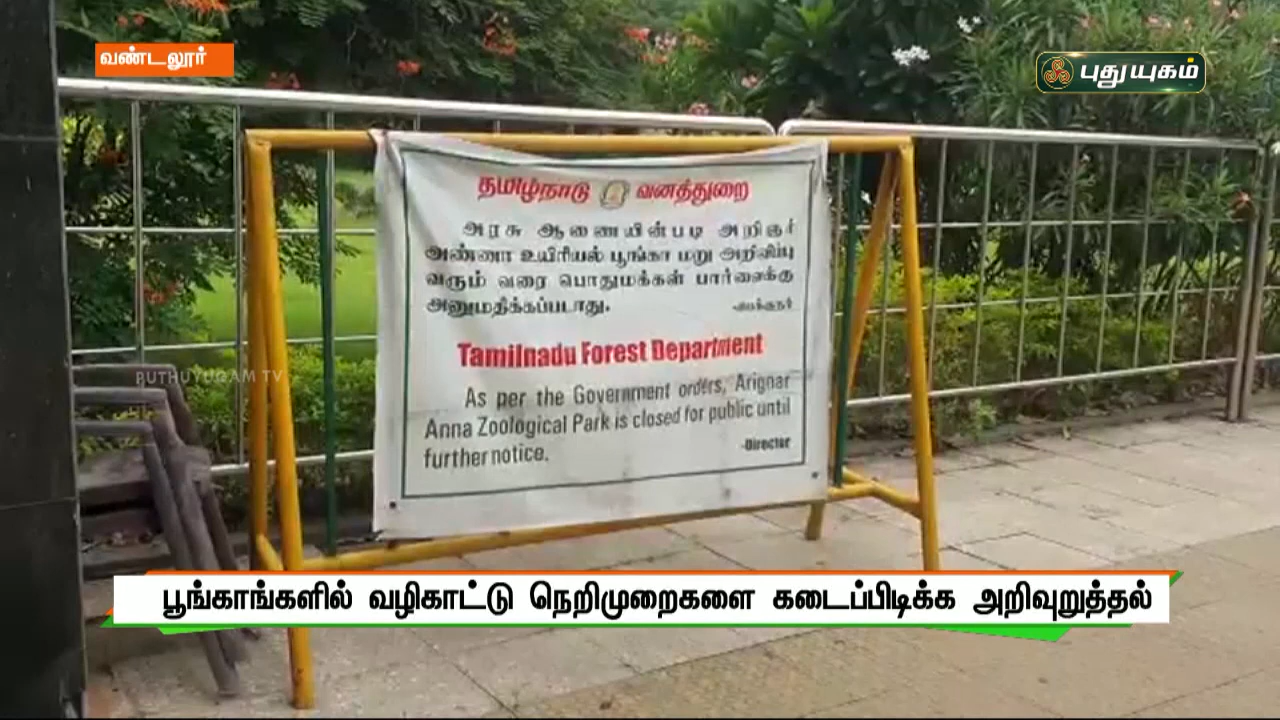 வண்டலூர்
புதுயுகம்
தமிழ்நாடு வனத்துறை
அரசு ஆணையின்படி அறிஞர்
அண்ணா உயிரியல் பூங்கா மறு அறிவிப்பு
வரும் வரை பொதுமக்கள் பார்வைக்கு
அனுமதிக்கப்படாது. -இயக்குநர்
Tamilnadu Forest Department
As per the Government orders, Arignar
Anna Zoological Park is closed for public until
further notice. -Director
PUTHUYUGAM TV
பூங்காங்களில் வழிகாட்டு நெறிமுறைகளை கடைப்பிடிக்க அறிவுறுத்தல்